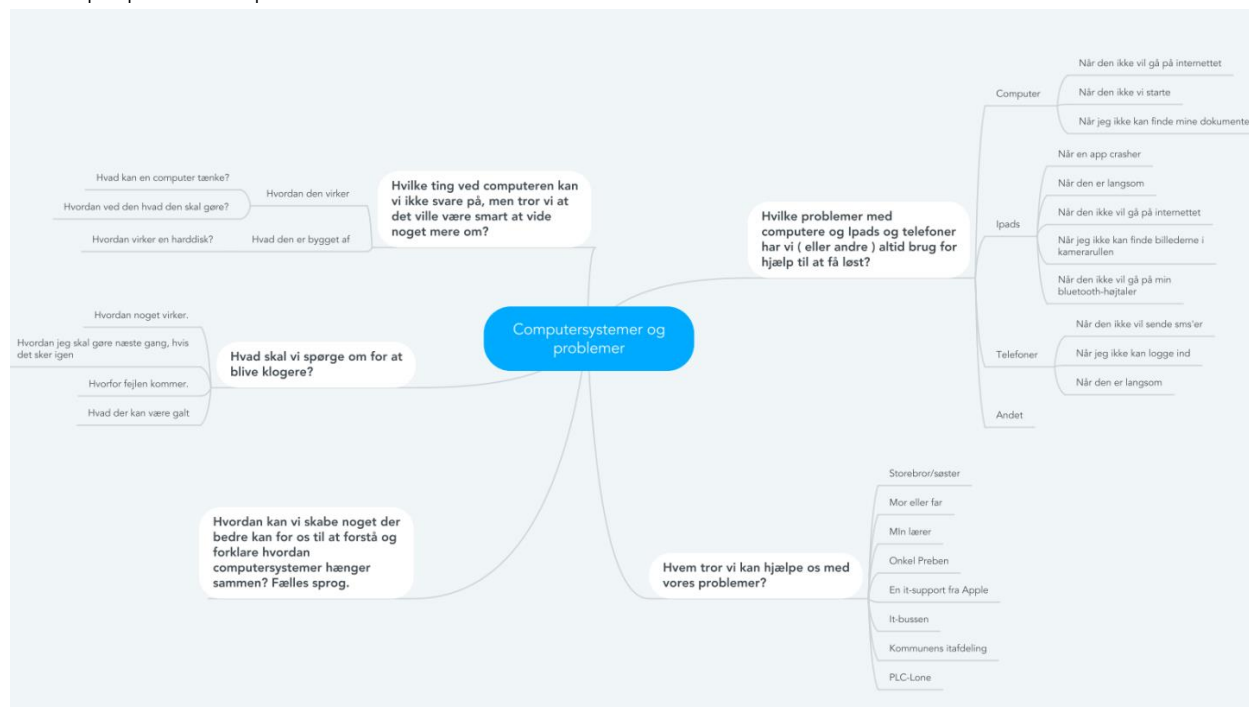 Computersystemer og
problemer
Hvilke problemer med
computere og Ipads og telefoner
har vi ( eller andre ) altid brug for
hjælp til at få løst?
Computer
Når den ikke vil gå på internettet
Når den ikke vi starte
Når jeg ikke kan finde mine dokumente
Ipads
Når en app crasher
Når den er langsom
Når den ikke vil gå på internettet
Når jeg ikke kan finde billederne i
kamerarullen
Når den ikke vil gå på min
bluetooth-højtaler
Telefoner
Når den ikke vil sende sms'er
Når jeg ikke kan logge ind
Når den er langsom
Andet
Hvem tror vi kan hjælpe os med
vores problemer?
Storebror/søster
Mor eller far
MIn lærer
Onkel Preben
En it-support fra Apple
It-bussen
Kommunens itafdeling
PLC-Lone
Hvilke ting ved computeren kan
vi ikke svare på, men tror vi at
det ville være smart at vide
noget mere om?
Hvordan den virker
Hvad kan en computer tænke?
Hvordan ved den hvad den skal gøre?
Hvad den er bygget af
Hvordan virker en harddisk?
Hvad skal vi spørge om for at
blive klogere?
Hvordan noget virker.
Hvordan jeg skal gøre næste gang, hvis
det sker igen
Hvorfor fejlen kommer.
Hvad der kan være galt
Hvordan kan vi skabe noget der
bedre kan for os til at forstå og
forklare hvordan
computersystemer hænger
sammen? Fælles sprog.